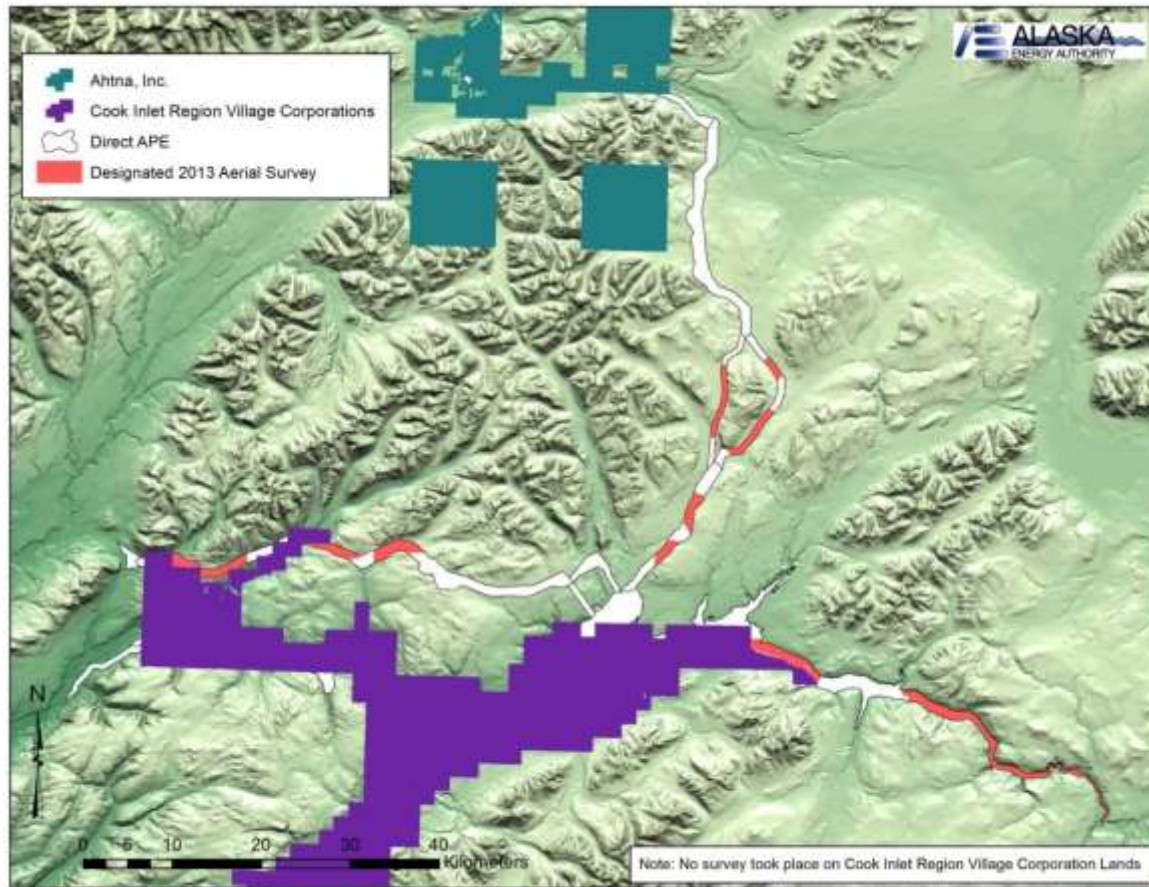 ALASKA
ENERGY AUTHORITY
Ahtna, Inc.
Cook Inlet Region Village Corporations
Direct APE
Designated 2013 Aerial Survey
N
0 5 10 20 30 40
Kilometers
Note: No survey took place on Cook Inlet Region Village Corporation Lands